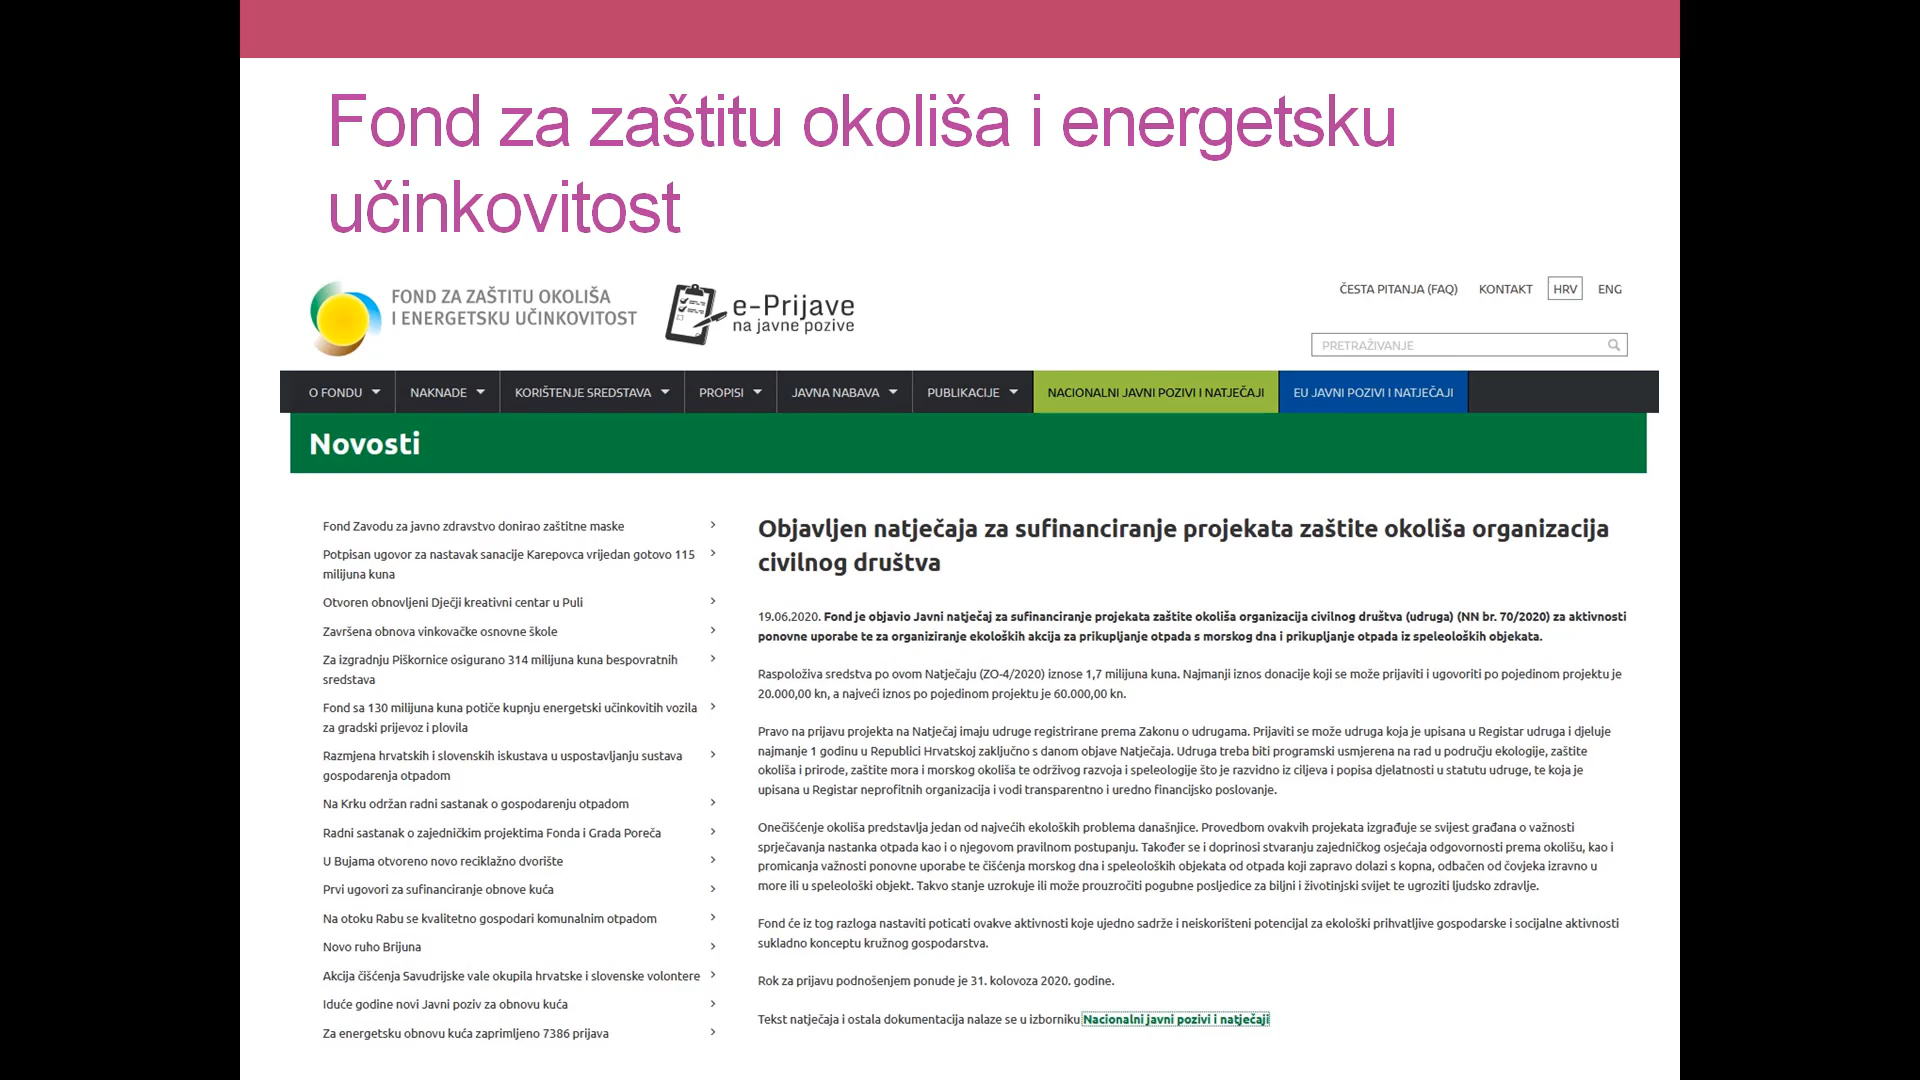 Fond za zaštitu okoliša i energetsku
učinkovitost
FOND ZA ZAŠTITU OKOLIŠA
I ENERGETSKU UČINKOVITOST
e-Prijave
na javne pozive
ČESTA PITANJA (FAQ) KONTAKT HRV ENG
PRETRAŽIVANJE
O FONDU NAKNADE KORIŠTENJE SREDSTAVA PROPISI JAVNA NABAVA PUBLIKACIJE NACIONALNI JAVNI POZIVI I NATJEČAJI EU JAVNI POZIVI I NATJEČAJI
Novosti
Fond Zavodu za javno zdravstvo donirao zaštitne maske
Potpisan ugovor za nastavak sanacije Karepovca vrijedan gotovo 115
milijuna kuna
Otvoren obnovljeni Dječji kreativni centar u Puli
Završena obnova vinkovačke osnovne škole
Za izgradnju Piškornice osigurano 314 milijuna kuna bespovratnih
sredstava
Fond sa 130 milijuna kuna potiče kupnju energetski učinkovitih vozila
za gradski prijevoz i plovila
Razmjena hrvatskih i slovenskih iskustava u uspostavljanju sustava
gospodarenja otpadom
Na Krku održan radni sastanak o gospodarenju otpadom
Radni sastanak o zajedničkim projektima Fonda i Grada Poreča
U Bujama otvoreno novo reciklažno dvorište
Prvi ugovori za sufinanciranje obnove kuća
Na otoku Rabu se kvalitetno gospodari komunalnim otpadom
Novo ruho Brijuna
Akcija čišćenja Savudrijske vale okupila hrvatske i slovenske volontere
Iduće godine novi Javni poziv za obnovu kuća
Za energetsku obnovu kuća zaprimljeno 7386 prijava
Objavljen natječaja za sufinanciranje projekata zaštite okoliša organizacija
civilnog društva
19.06.2020. Fond je objavio Javni natječaj za sufinanciranje projekata zaštite okoliša organizacija civilnog društva (udruga) (NN br. 70/2020) za aktivnosti
ponovne uporabe te za organiziranje ekoloških akcija za prikupljanje otpada s morskog dna i prikupljanje otpada iz speleoloških objekata.
Raspoloživa sredstva po ovom Natječaju (ZO-4/2020) iznose 1,7 milijuna kuna. Najmanji iznos donacije koji se može prijaviti i ugovoriti po pojedinom projektu je
20.000,00 kn, a najveći iznos po pojedinom projektu je 60.000,00 kn.
Pravo na prijavu projekta na Natječaj imaju udruge registrirane prema Zakonu o udrugama. Prijaviti se može udruga koja je upisana u Registar udruga i djeluje
najmanje 1 godinu u Republici Hrvatskoj zaključno s danom objave Natječaja. Udruga treba biti programski usmjerena na rad u području ekologije, zaštite
okoliša i prirode, zaštite mora i morskog okoliša te održivog razvoja i speleologije što je razvidno iz ciljeva i popisa djelatnosti u statutu udruge, te koja je
upisana u Registar neprofitnih organizacija i vodi transparentno i uredno financijsko poslovanje.
Onečišćenje okoliša predstavlja jedan od najvećih ekoloških problema današnjice. Provedbom ovakvih projekata izgrađuje se svijest građana o važnosti
sprječavanja nastanka otpada kao i o njegovom pravilnom postupanju. Također se i doprinosi stvaranju zajedničkog osjećaja odgovornosti prema okolišu, kao i
promicanja važnosti ponovne uporabe te čišćenja morskog dna i speleoloških objekata od otpada koji zapravo dolazi s kopna, odbačen od čovjeka izravno u
more ili u speleološki objekt. Takvo stanje uzrokuje ili može prouzročiti pogubne posljedice za biljni i životinjski svijet te ugroziti ljudsko zdravlje.
Fond će iz tog razloga nastaviti poticati ovakve aktivnosti koje ujedno sadrže i neiskorišteni potencijal za ekološki prihvatljive gospodarske i socijalne aktivnosti
sukladno konceptu kružnog gospodarstva.
Rok za prijavu podnošenjem ponude je 31. kolovoza 2020. godine.
Tekst natječaja i ostala dokumentacija nalaze se u izborniku Nacionalni javni pozivi i natječaji